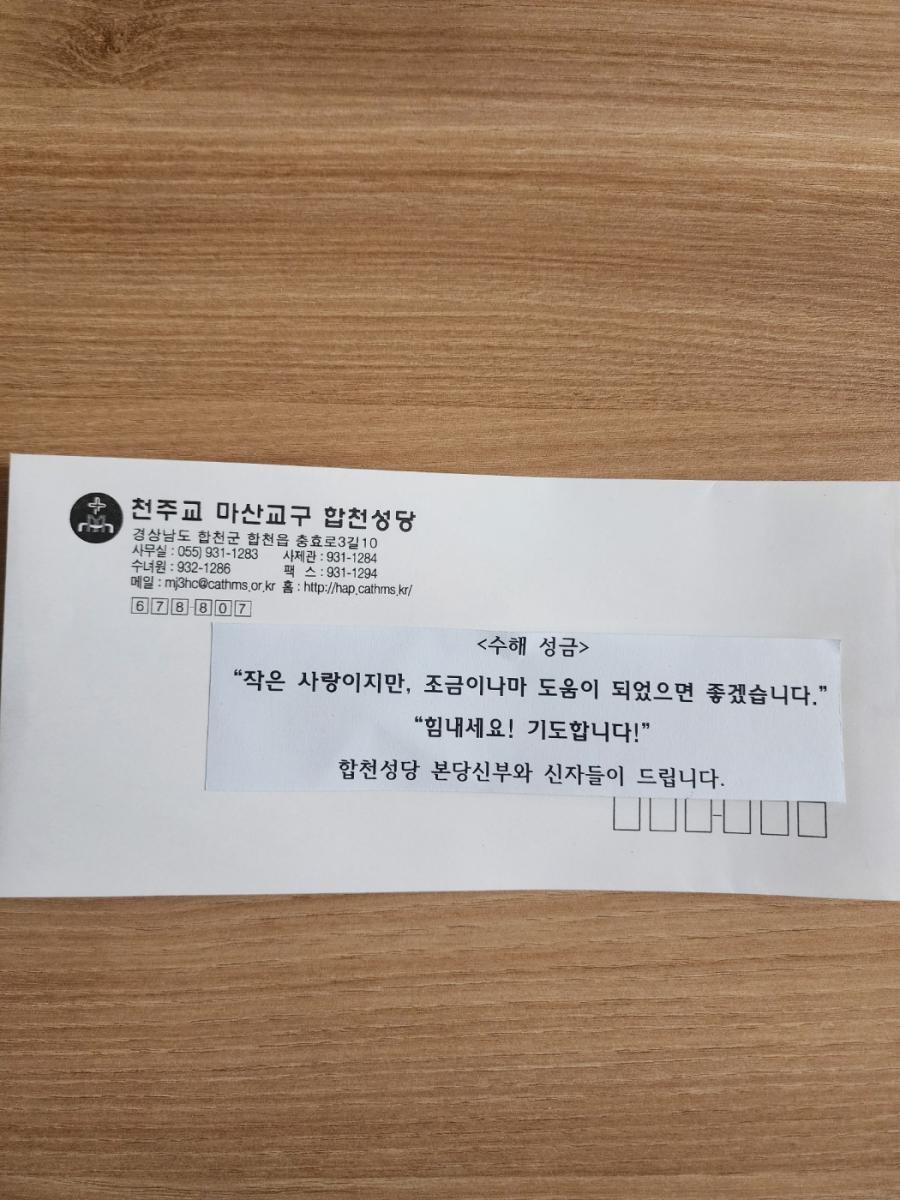 천주교 마산교구 합천성당
경상남도 합천군 합천읍 충효로3길10
사무실 : 055) 931-1283 사제관 : 931-1284
수녀원 : 932-1286 팩 스 : 931-1294
메일 : mj3hc@cathms.or.kr 홈 : http://hap.cathms.kr/
678-807
<수해 성금>
“작은 사랑이지만, 조금이나마 도움이 되었으면 좋겠습니다.”
“힘내세요! 기도합니다!”
합천성당 본당신부와 신자들이 드립니다.